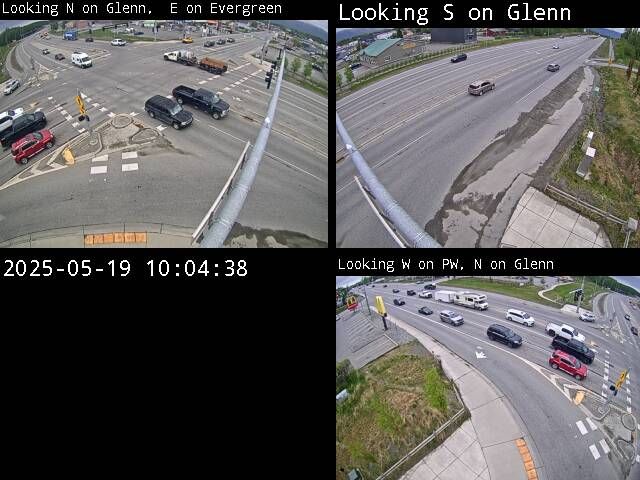 Looking N on Glenn,  E on Evergreen
Looking S on Glenn
2025-05-19 10:04:38
Looking W on PW, N on Glenn